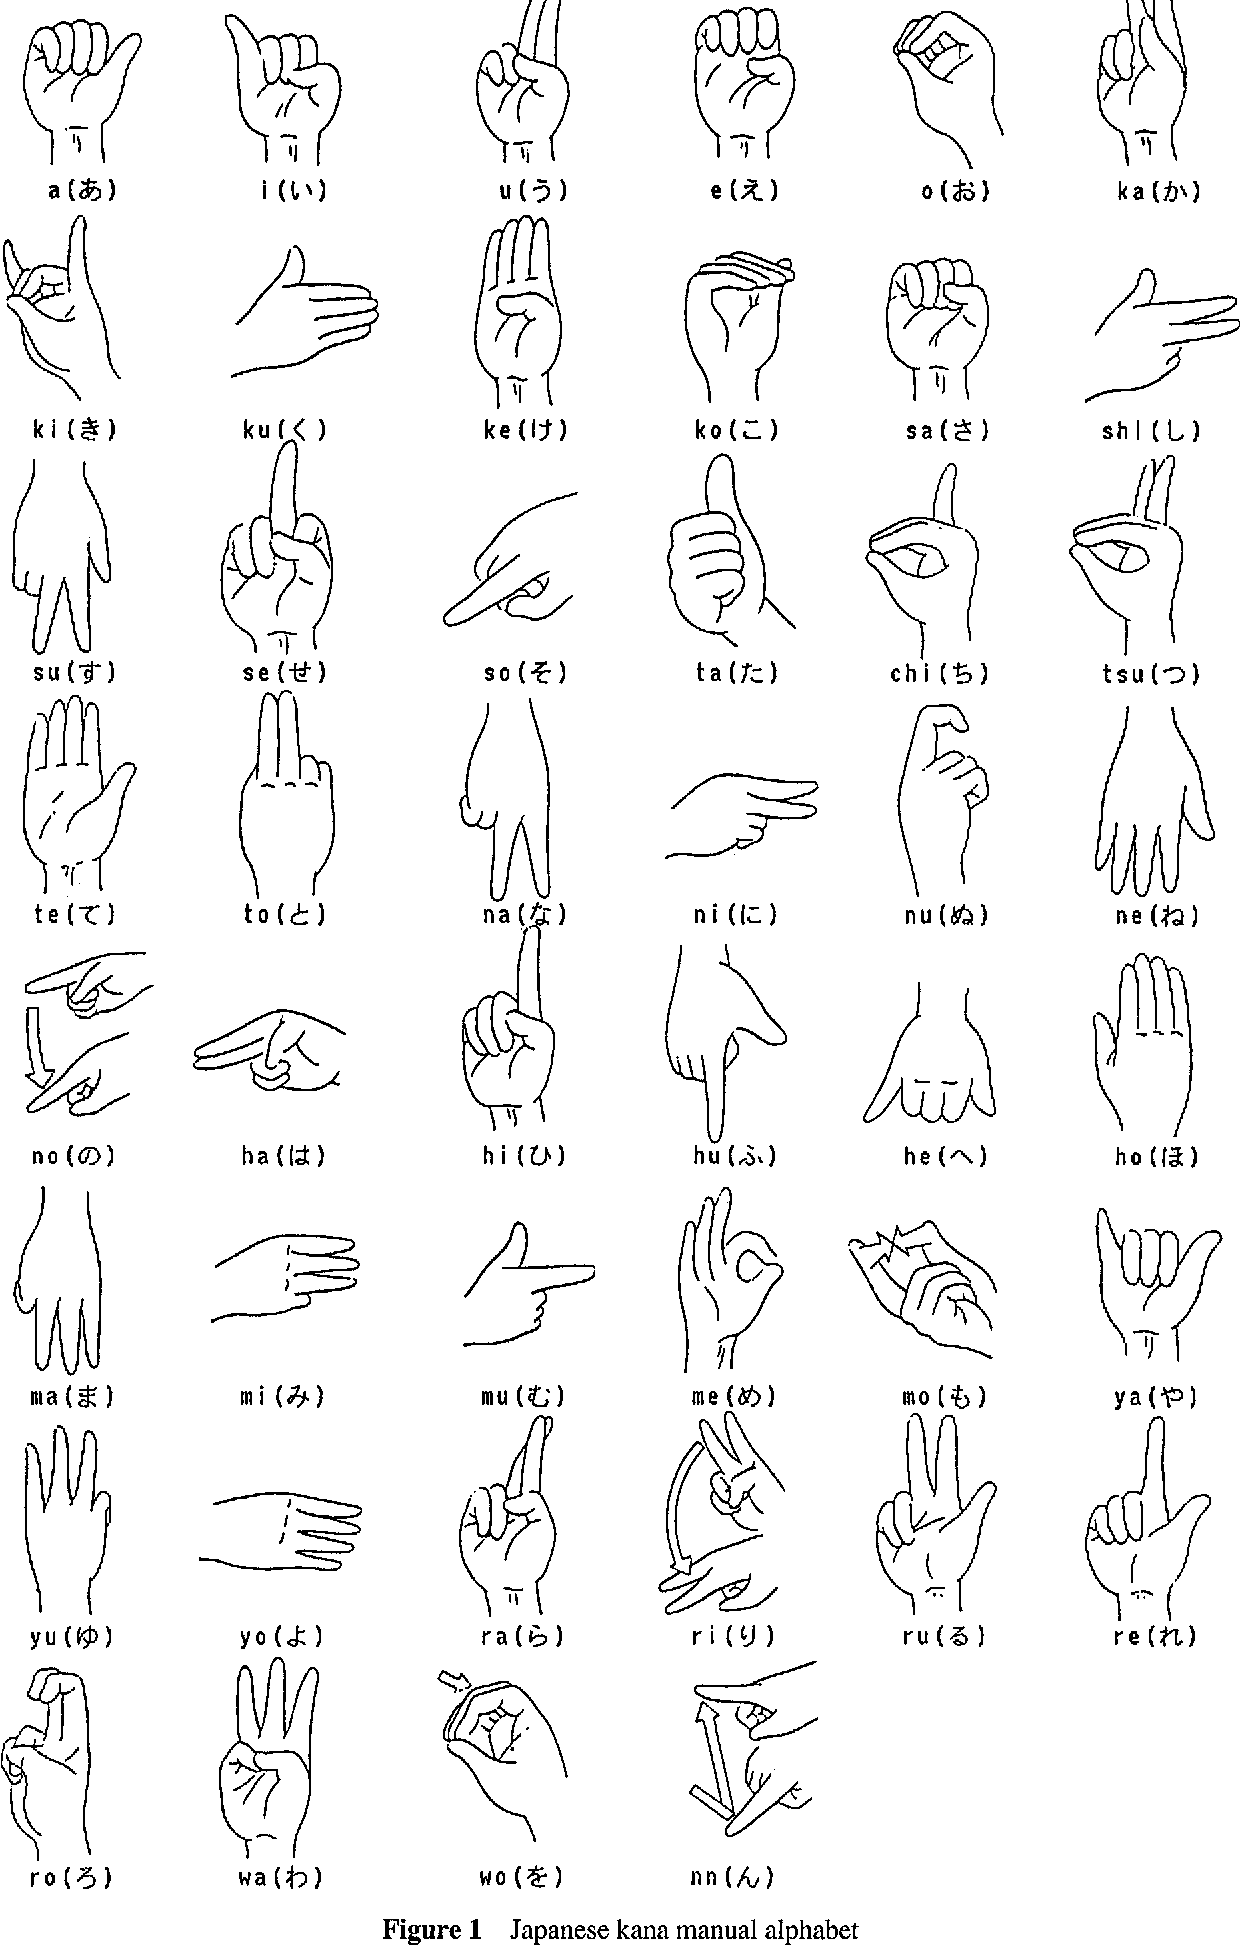 a(あ) i(い) u(う) e(え) o(お) ka(か)
ki(き) ku(く) ke(け) ko(こ) sa(さ) shi(し)
su(す) se(せ) so(そ) ta(た) chi(ち) tsu(つ)
te(て) to(と) na(な) ni(に) nu(ぬ) ne(ね)
no(の) ha(は) hi(ひ) hu(ふ) he(へ) ho(ほ)
ma(ま) mi(み) mu(む) me(め) mo(も) ya(や)
yu(ゆ) yo(よ) ra(ら) ri(り) ru(る) re(れ)
ro(ろ) wa(わ) wo(を) nn(ん)
Figure 1 Japanese kana manual alphabet